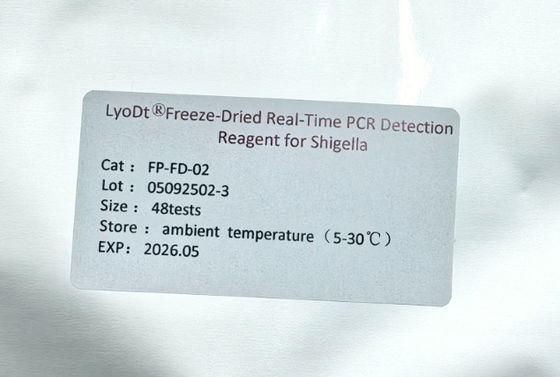 LyoDt®Freeze-Dried Real-Time PCR Detection
Reagent for Shigella
Cat： FP-FD-02
Lot： 05092502-3
Size： 48tests
Store： ambient temperature（5-30℃）
EXP： 2026.05